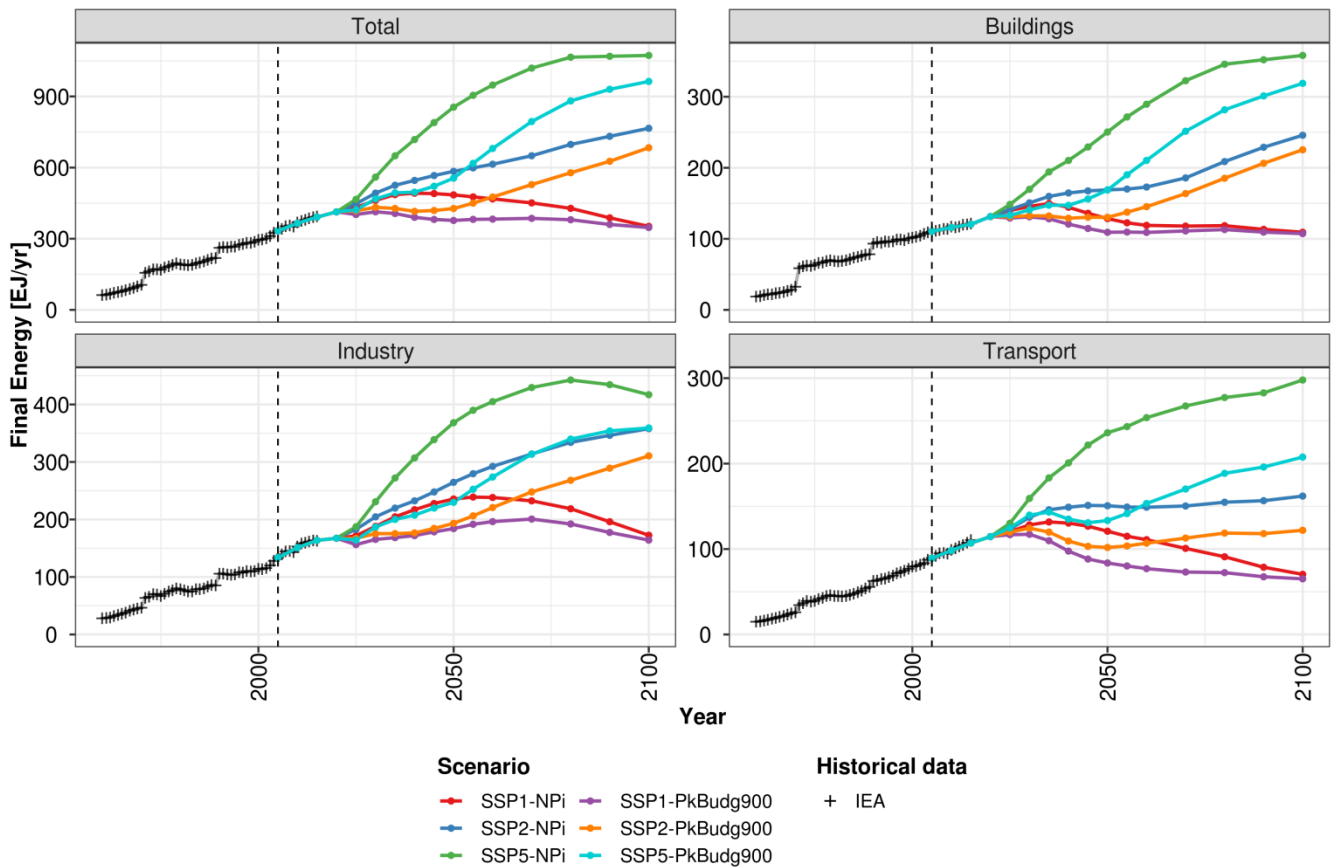 Total
Buildings
900
600
300
0
300
200
100
0
Industry
Transport
400
300
200
100
0
300
200
100
0
Final Energy [EJ/yr]
2000
2050
2100
2000
2050
2100
Year
Scenario
Historical data
SSP1-NPi
SSP1-PkBudg900
IEA
SSP2-NPi
SSP2-PkBudg900
SSP5-NPi
SSP5-PkBudg900